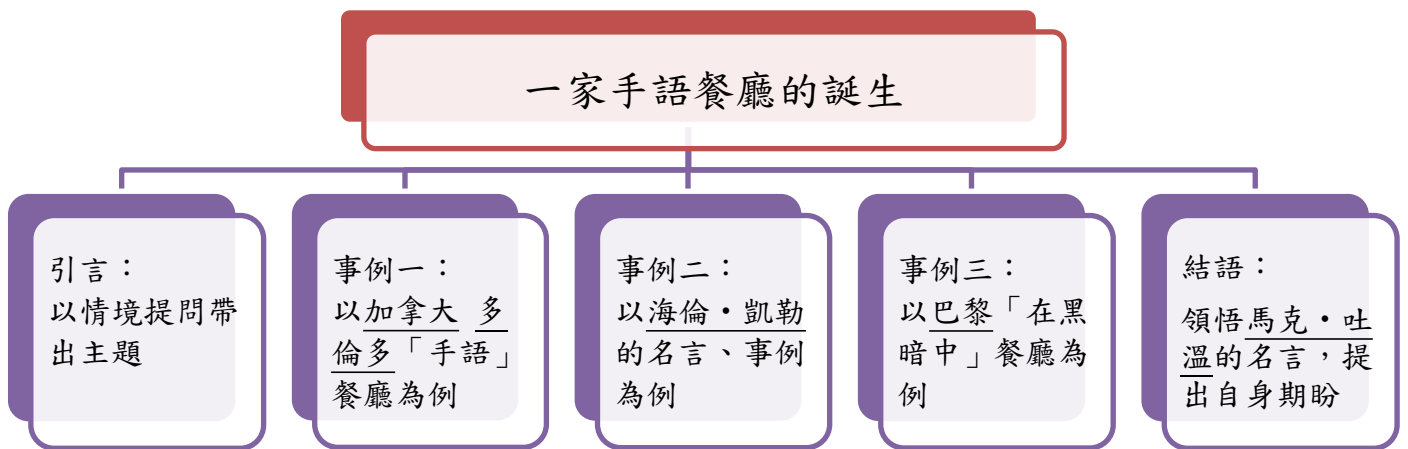 一家手語餐廳的誕生
引言：
以情境提問帶
出主題
事例一：
以加拿大 多
倫多「手語」
餐廳為例
事例二：
以海倫‧凱勒
的名言、事例
為例
事例三：
以巴黎「在黑
暗中」餐廳為
例
結語：
領悟馬克‧吐
溫的名言，提
出自身期盼